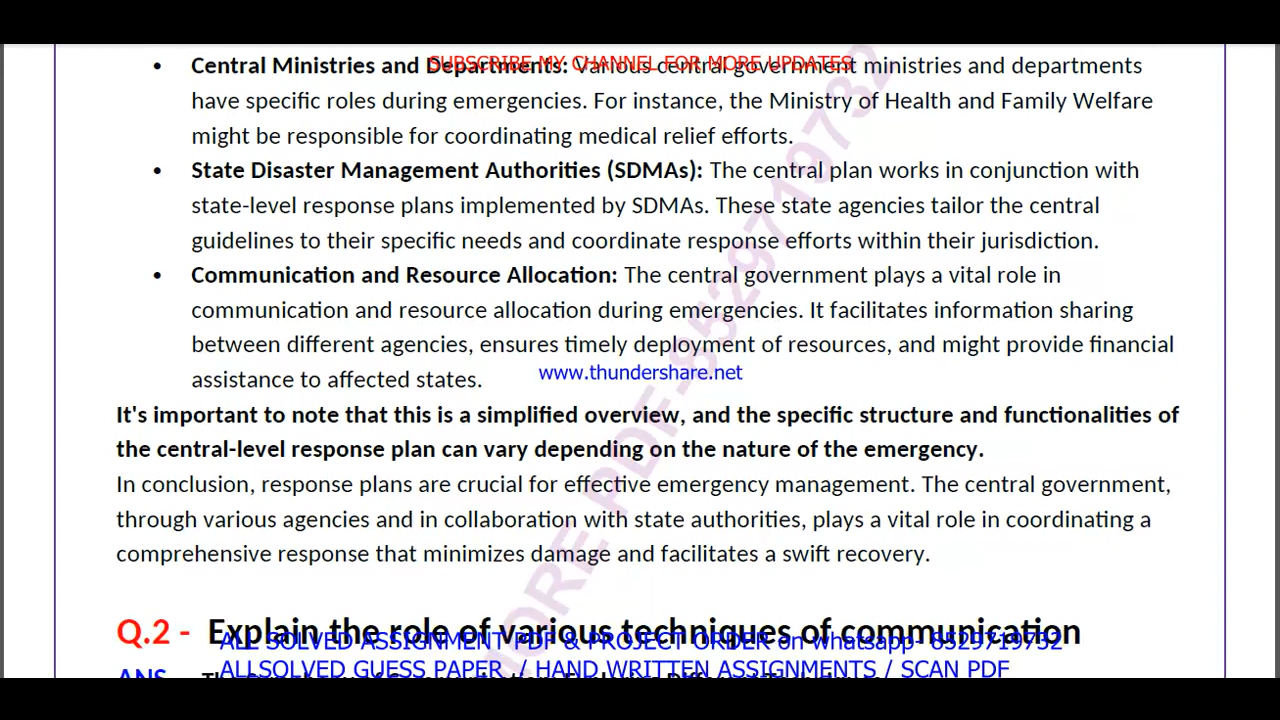 SUBSCRIBE MY CHANNEL FOR MORE UPDATES
• Central Ministries and Departments: Various central government ministries and departments
have specific roles during emergencies. For instance, the Ministry of Health and Family Welfare
might be responsible for coordinating medical relief efforts.
• State Disaster Management Authorities (SDMAs): The central plan works in conjunction with
state-level response plans implemented by SDMAs. These state agencies tailor the central
guidelines to their specific needs and coordinate response efforts within their jurisdiction.
• Communication and Resource Allocation: The central government plays a vital role in
communication and resource allocation during emergencies. It facilitates information sharing
between different agencies, ensures timely deployment of resources, and might provide financial
assistance to affected states.
www.thundershare.net
It's important to note that this is a simplified overview, and the specific structure and functionalities of
the central-level response plan can vary depending on the nature of the emergency.
In conclusion, response plans are crucial for effective emergency management. The central government,
through various agencies and in collaboration with state authorities, plays a vital role in coordinating a
comprehensive response that minimizes damage and facilitates a swift recovery.
MORE PDF-8529719732
Q.2 - Explain the role of various techniques of communication
ALL SOLVED ASSIGNMENT PDF & PROJECT ORDER on whatsapp- 8529719732
ANS
ALLSOLVED GUESS PAPER / HAND WRITTEN ASSIGNMENTS / SCAN PDF